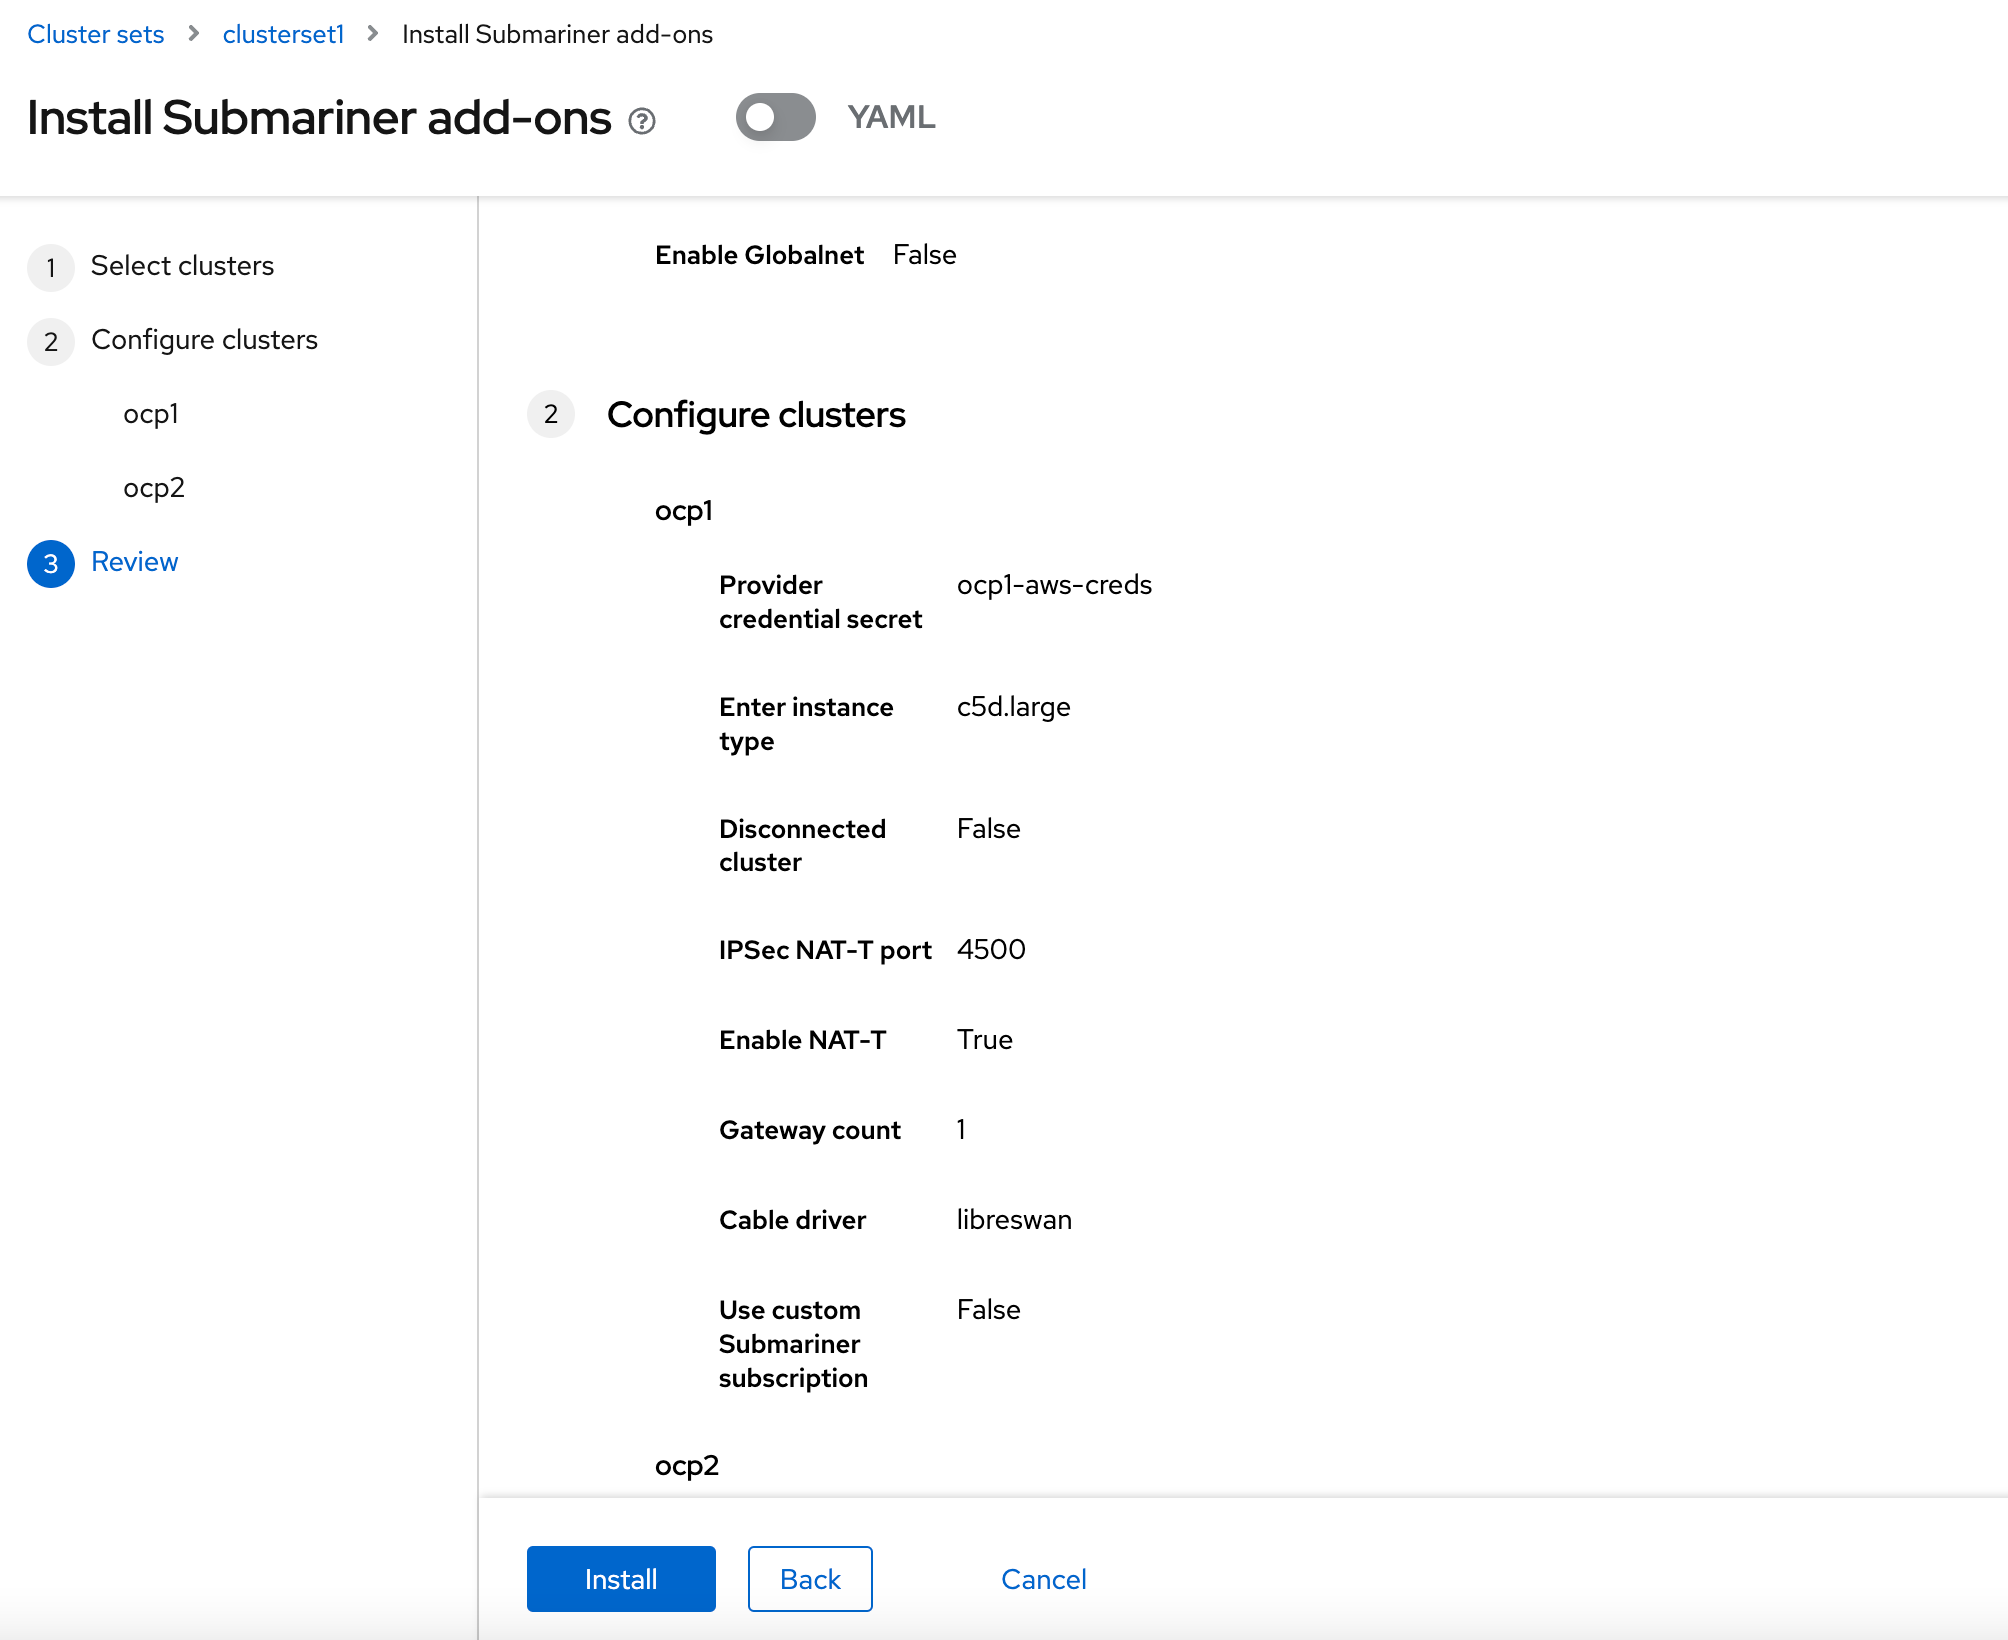 Cluster sets > clusterset1 > Install Submariner add-ons
Install Submariner add-ons
YAML
1 Select clusters
2 Configure clusters
ocp1
ocp2
3 Review
Enable Globalnet False
2 Configure clusters
ocp1
Provider
credential secret
ocp1-aws-creds
Enter instance
type
c5d.large
Disconnected
cluster
False
IPSec NAT-T port 4500
Enable NAT-T True
Gateway count 1
Cable driver libreswan
Use custom
Submariner
subscription
False
ocp2
Install Back Cancel